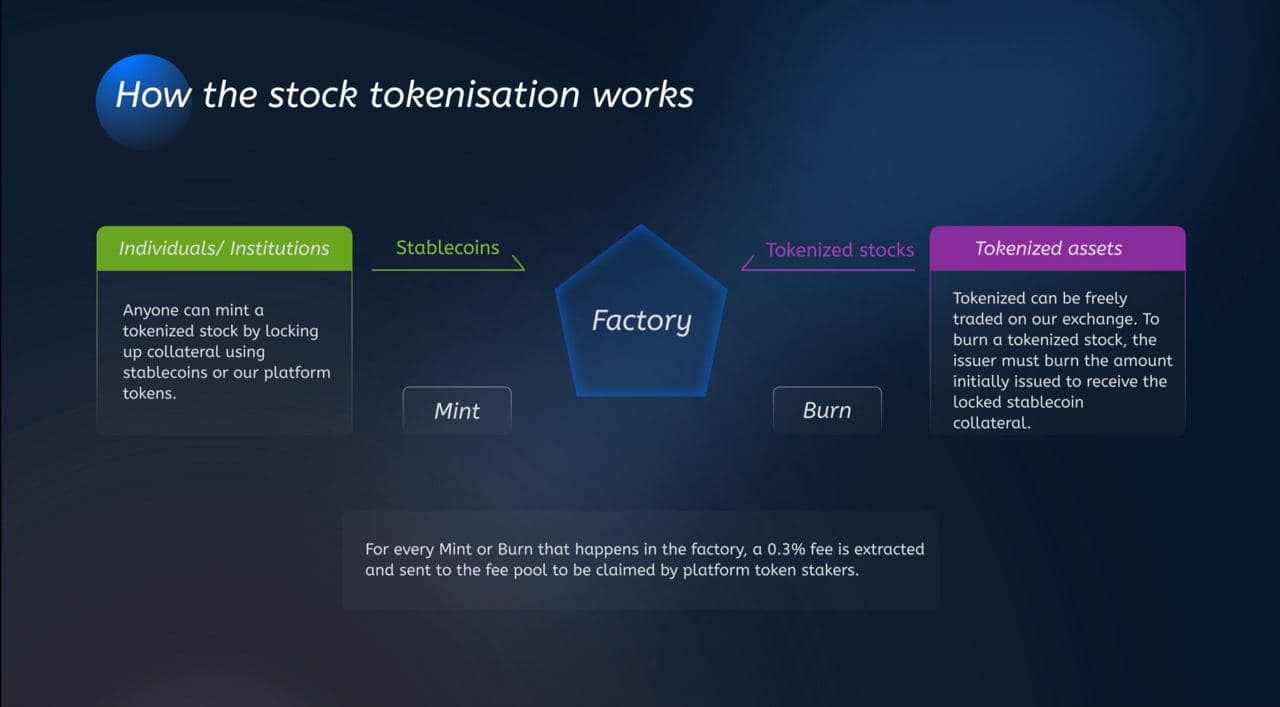 How the stock tokenisation works
Individuals/ Institutions
Anyone can mint a
tokenized stock by locking
up collateral using
stablecoins or our platform
tokens.
Stablecoins
Mint
Factory
Tokenized stocks
Burn
Tokenized assets
Tokenized can be freely
traded on our exchange. To
burn a tokenized stock, the
issuer must burn the amount
initially issued to receive the
locked stablecoin
collateral.
For every Mint or Burn that happens in the factory, a 0.3% fee is extracted
and sent to the fee pool to be claimed by platform token stakers.